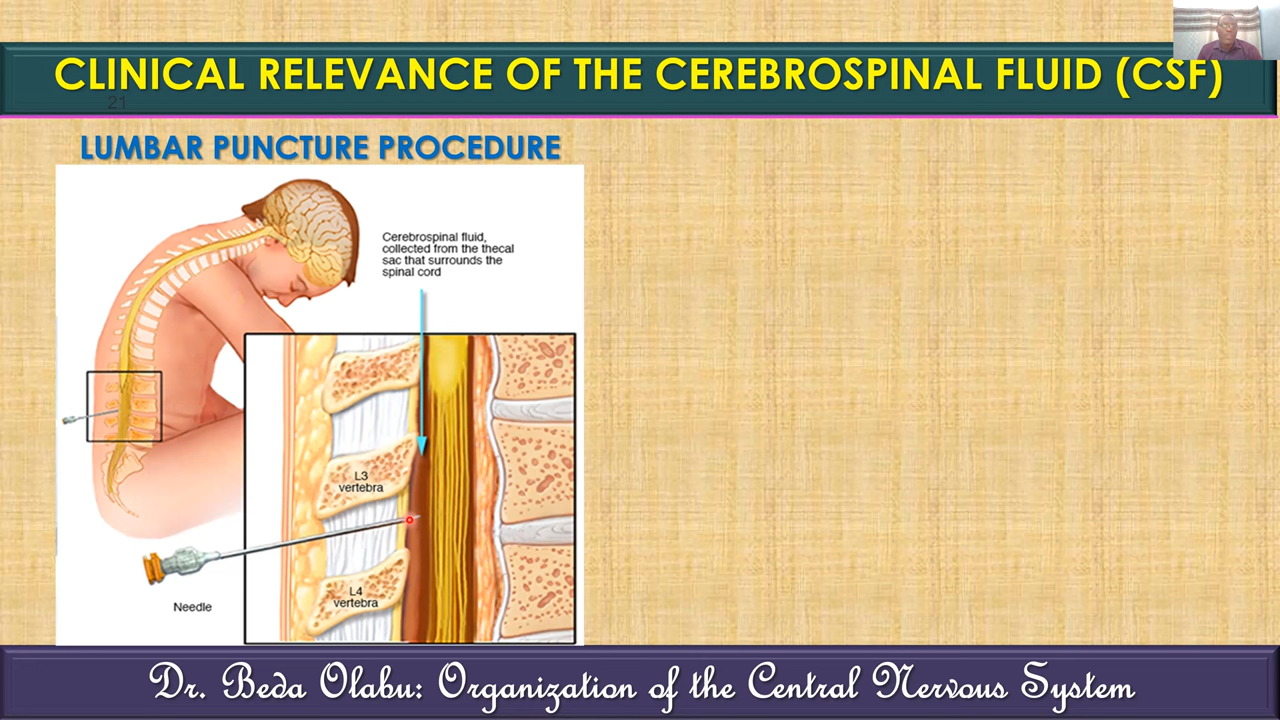 CLINICAL RELEVANCE OF THE CEREBROSPINAL FLUID (CSF)
21
LUMBAR PUNCTURE PROCEDURE
Cerebrospinal fluid,
collected from the thecal
sac that surrounds the
spinal cord
L3
vertebra
L4
vertebra
Needle
Dr. Beda Olabu: Organization of the Central Nervous System